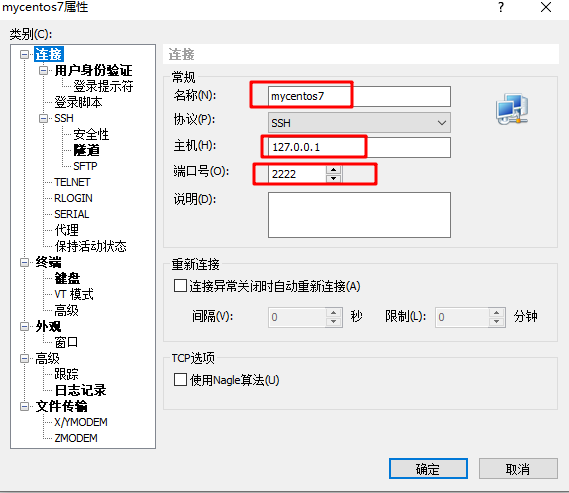 mycentos7属性
类别(C):
连接
用户身份验证
登录提示符
登录脚本
SSH
安全性
隧道
SFTP
TELNET
RLOGIN
SERIAL
代理
保持活动状态
终端
键盘
VT 模式
高级
外观
窗口
高级
跟踪
日志记录
文件传输
X/YMODEM
ZMODEM
连接
常规
名称(N): mycentos7
协议(P): SSH
主机(H): 127.0.0.1
端口号(O): 2222
说明(D):
重新连接
连接异常关闭时自动重新连接(A)
间隔(V): 0 秒 限制(L): 0 分钟
TCP选项
使用Nagle算法(U)
确定 取消